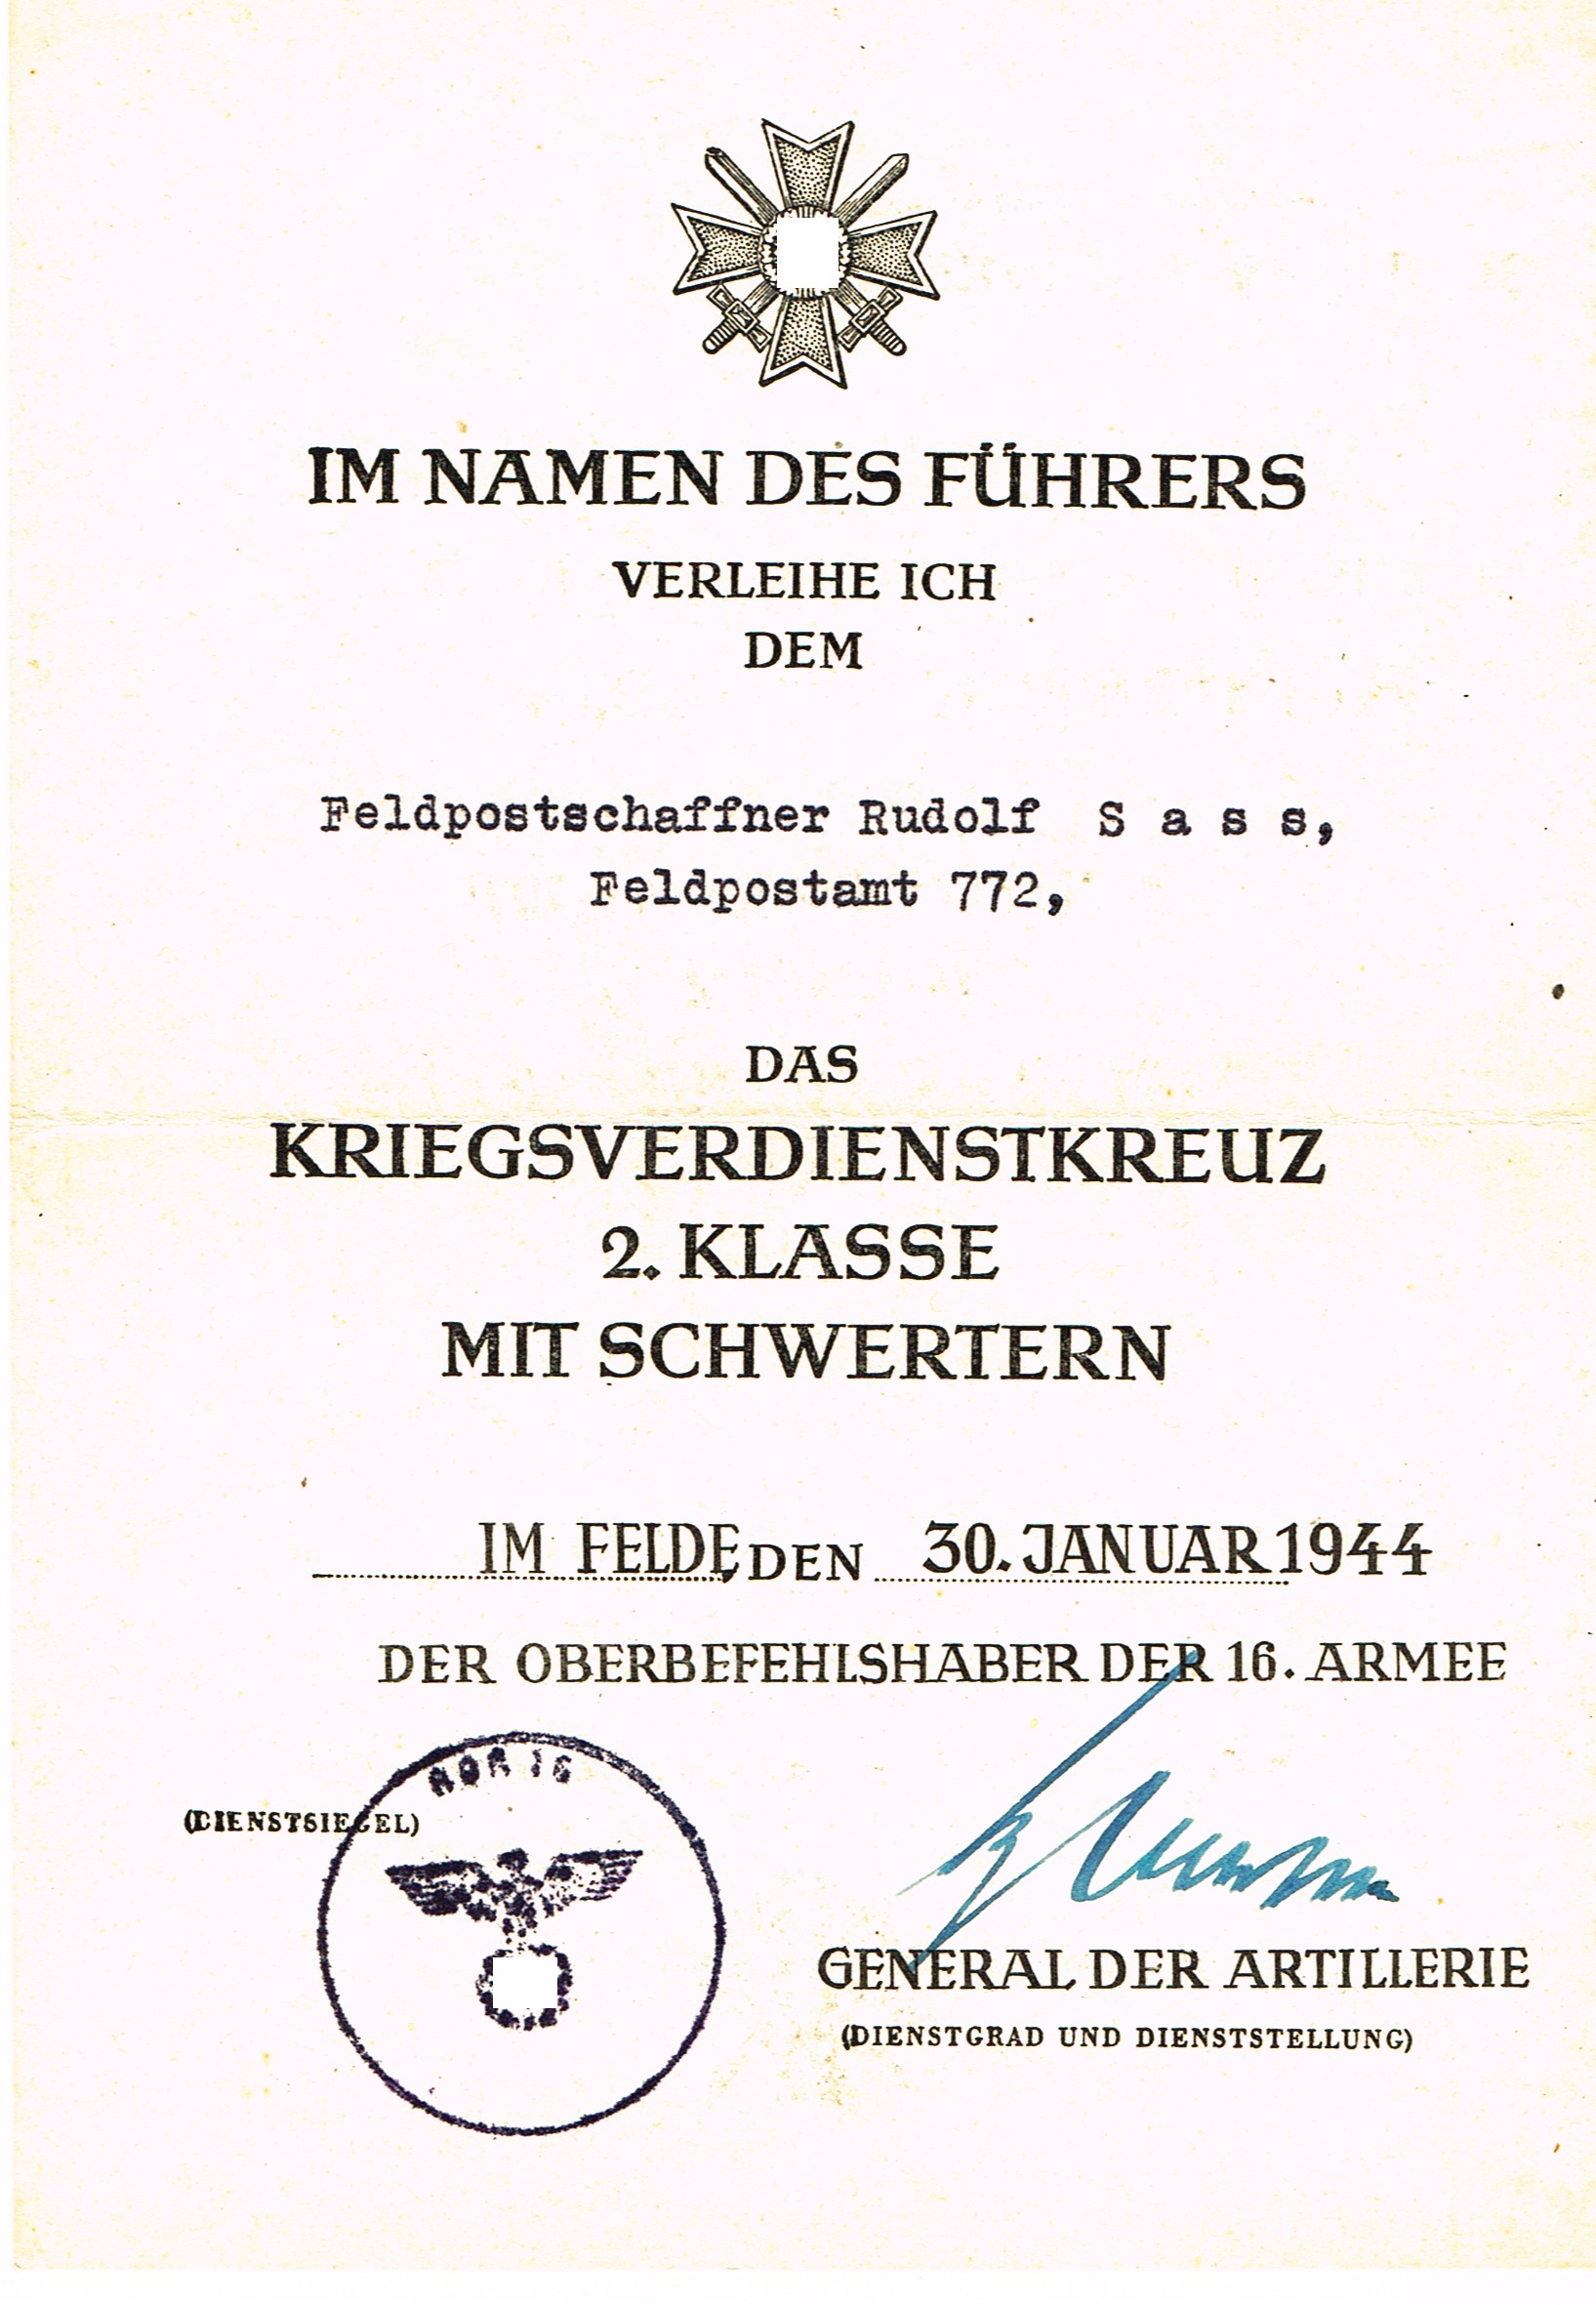 IM NAMEN DES FÜHRERS
VERLEIHE ICH
DEM
Feldpostschaffner Rudolf S a s s,
Feldpostamt 772,
DAS
KRIEGSVERDIENSTKREUZ
2. KLASSE
MIT SCHWERTERN
IM FELDE, DEN 30. JANUAR 1944
DER OBERBEFEHLSHABER DER 16. ARMEE
(DIENSTSIEGEL)
GENERAL DER ARTILLERIE
(DIENSTGRAD UND DIENSTSTELLUNG)